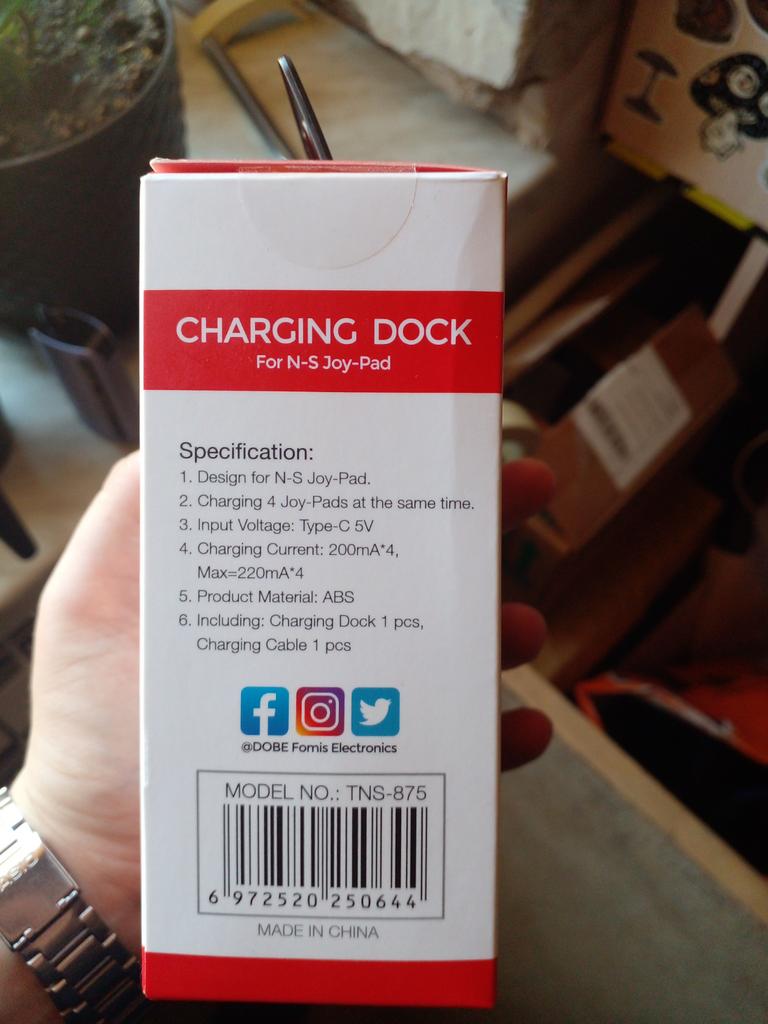 CHARGING DOCK
For N-S Joy-Pad
Specification:
1. Design for N-S Joy-Pad.
2. Charging 4 Joy-Pads at the same time.
3. Input Voltage: Type-C 5V
4. Charging Current: 200mA*4,
Max=220mA*4
5. Product Material: ABS
6. Including: Charging Dock 1 pcs,
Charging Cable 1 pcs
@DOBE Fomis Electronics
MODEL NO.: TNS-875
6 972520 250644
MADE IN CHINA